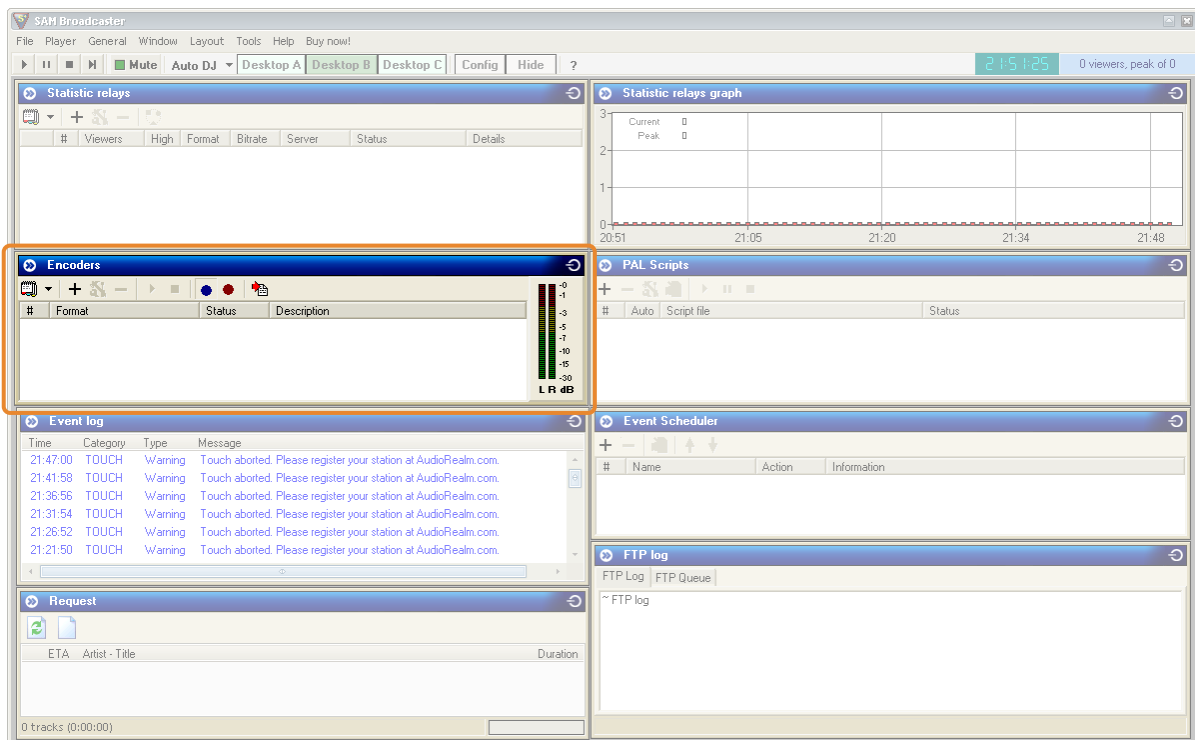 SAM Broadcaster
File Player General Window Layout Tools Help Buy now!
Mute Auto DJ Desktop A Desktop B Desktop C Config Hide ?
21:51:25 0 viewers, peak of 0
Statistic relays
# Viewers High Format Bitrate Server Status Details
Statistic relays graph
Current 0
Peak 0
3
2
1
0
20:51 21:05 21:20 21:34 21:48
Encoders
# Format Status Description
-0
-1
-3
-5
-7
-10
-15
-30
L R dB
PAL Scripts
# Auto Script file Status
Event log
Time Category Type Message
21:47:00 TOUCH Warning Touch aborted. Please register your station at AudioRealm.com.
21:41:58 TOUCH Warning Touch aborted. Please register your station at AudioRealm.com.
21:36:56 TOUCH Warning Touch aborted. Please register your station at AudioRealm.com.
21:31:54 TOUCH Warning Touch aborted. Please register your station at AudioRealm.com.
21:26:52 TOUCH Warning Touch aborted. Please register your station at AudioRealm.com.
21:21:50 TOUCH Warning Touch aborted. Please register your station at AudioRealm.com.
Event Scheduler
# Name Action Information
FTP log
FTP Log FTP Queue
~ FTP log
Request
ETA Artist - Title Duration
0 tracks (0:00:00)